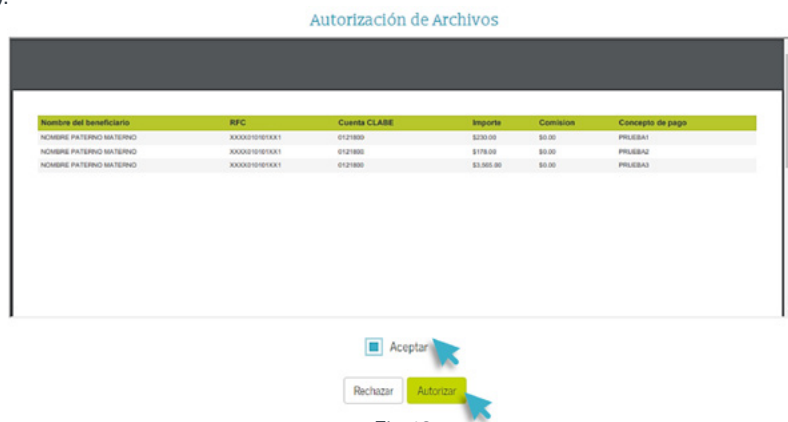 Autorización de Archivos
Nombre del beneficiario RFC Cuenta CLABE Importe Comision Concepto de pago
NOMBRE PATERNO MATERNO XXXX010101XX1 0121800 $230.00 $0.00 PRUEBA1
NOMBRE PATERNO MATERNO XXXX010101XX1 0121800 $178.00 $0.00 PRUEBA2
NOMBRE PATERNO MATERNO XXXX010101XX1 0121800 $3,565.00 $0.00 PRUEBA3
Aceptar
Rechazar Autorizar